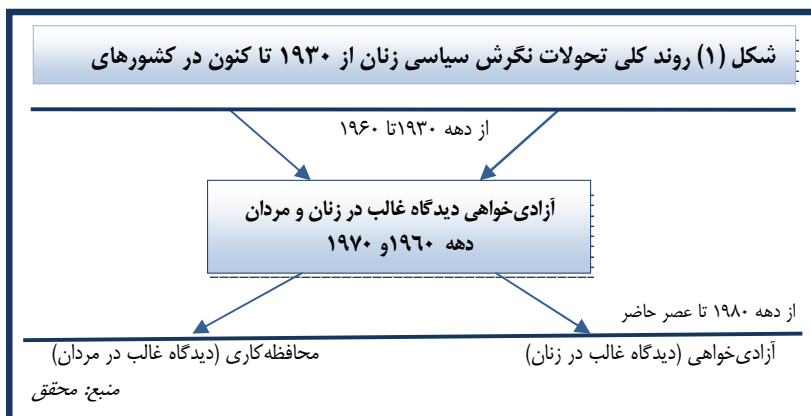 شکل (۱) روند کلی تحولات نگرش سیاسی زنان از ۱۹۳۰ تا کنون در کشورهای
از دهه ۱۹۳۰تا ۱۹۶۰
آزادی‌خواهی دیدگاه غالب در زنان و مردان
دهه ۱۹٦۰و ۱۹۷۰
از دهه ۱۹۸۰ تا عصر حاضر
آزادی‌خواهی (دیدگاه غالب در زنان)
محافظه‌کاری (دیدگاه غالب در مردان)
منبع: محقق